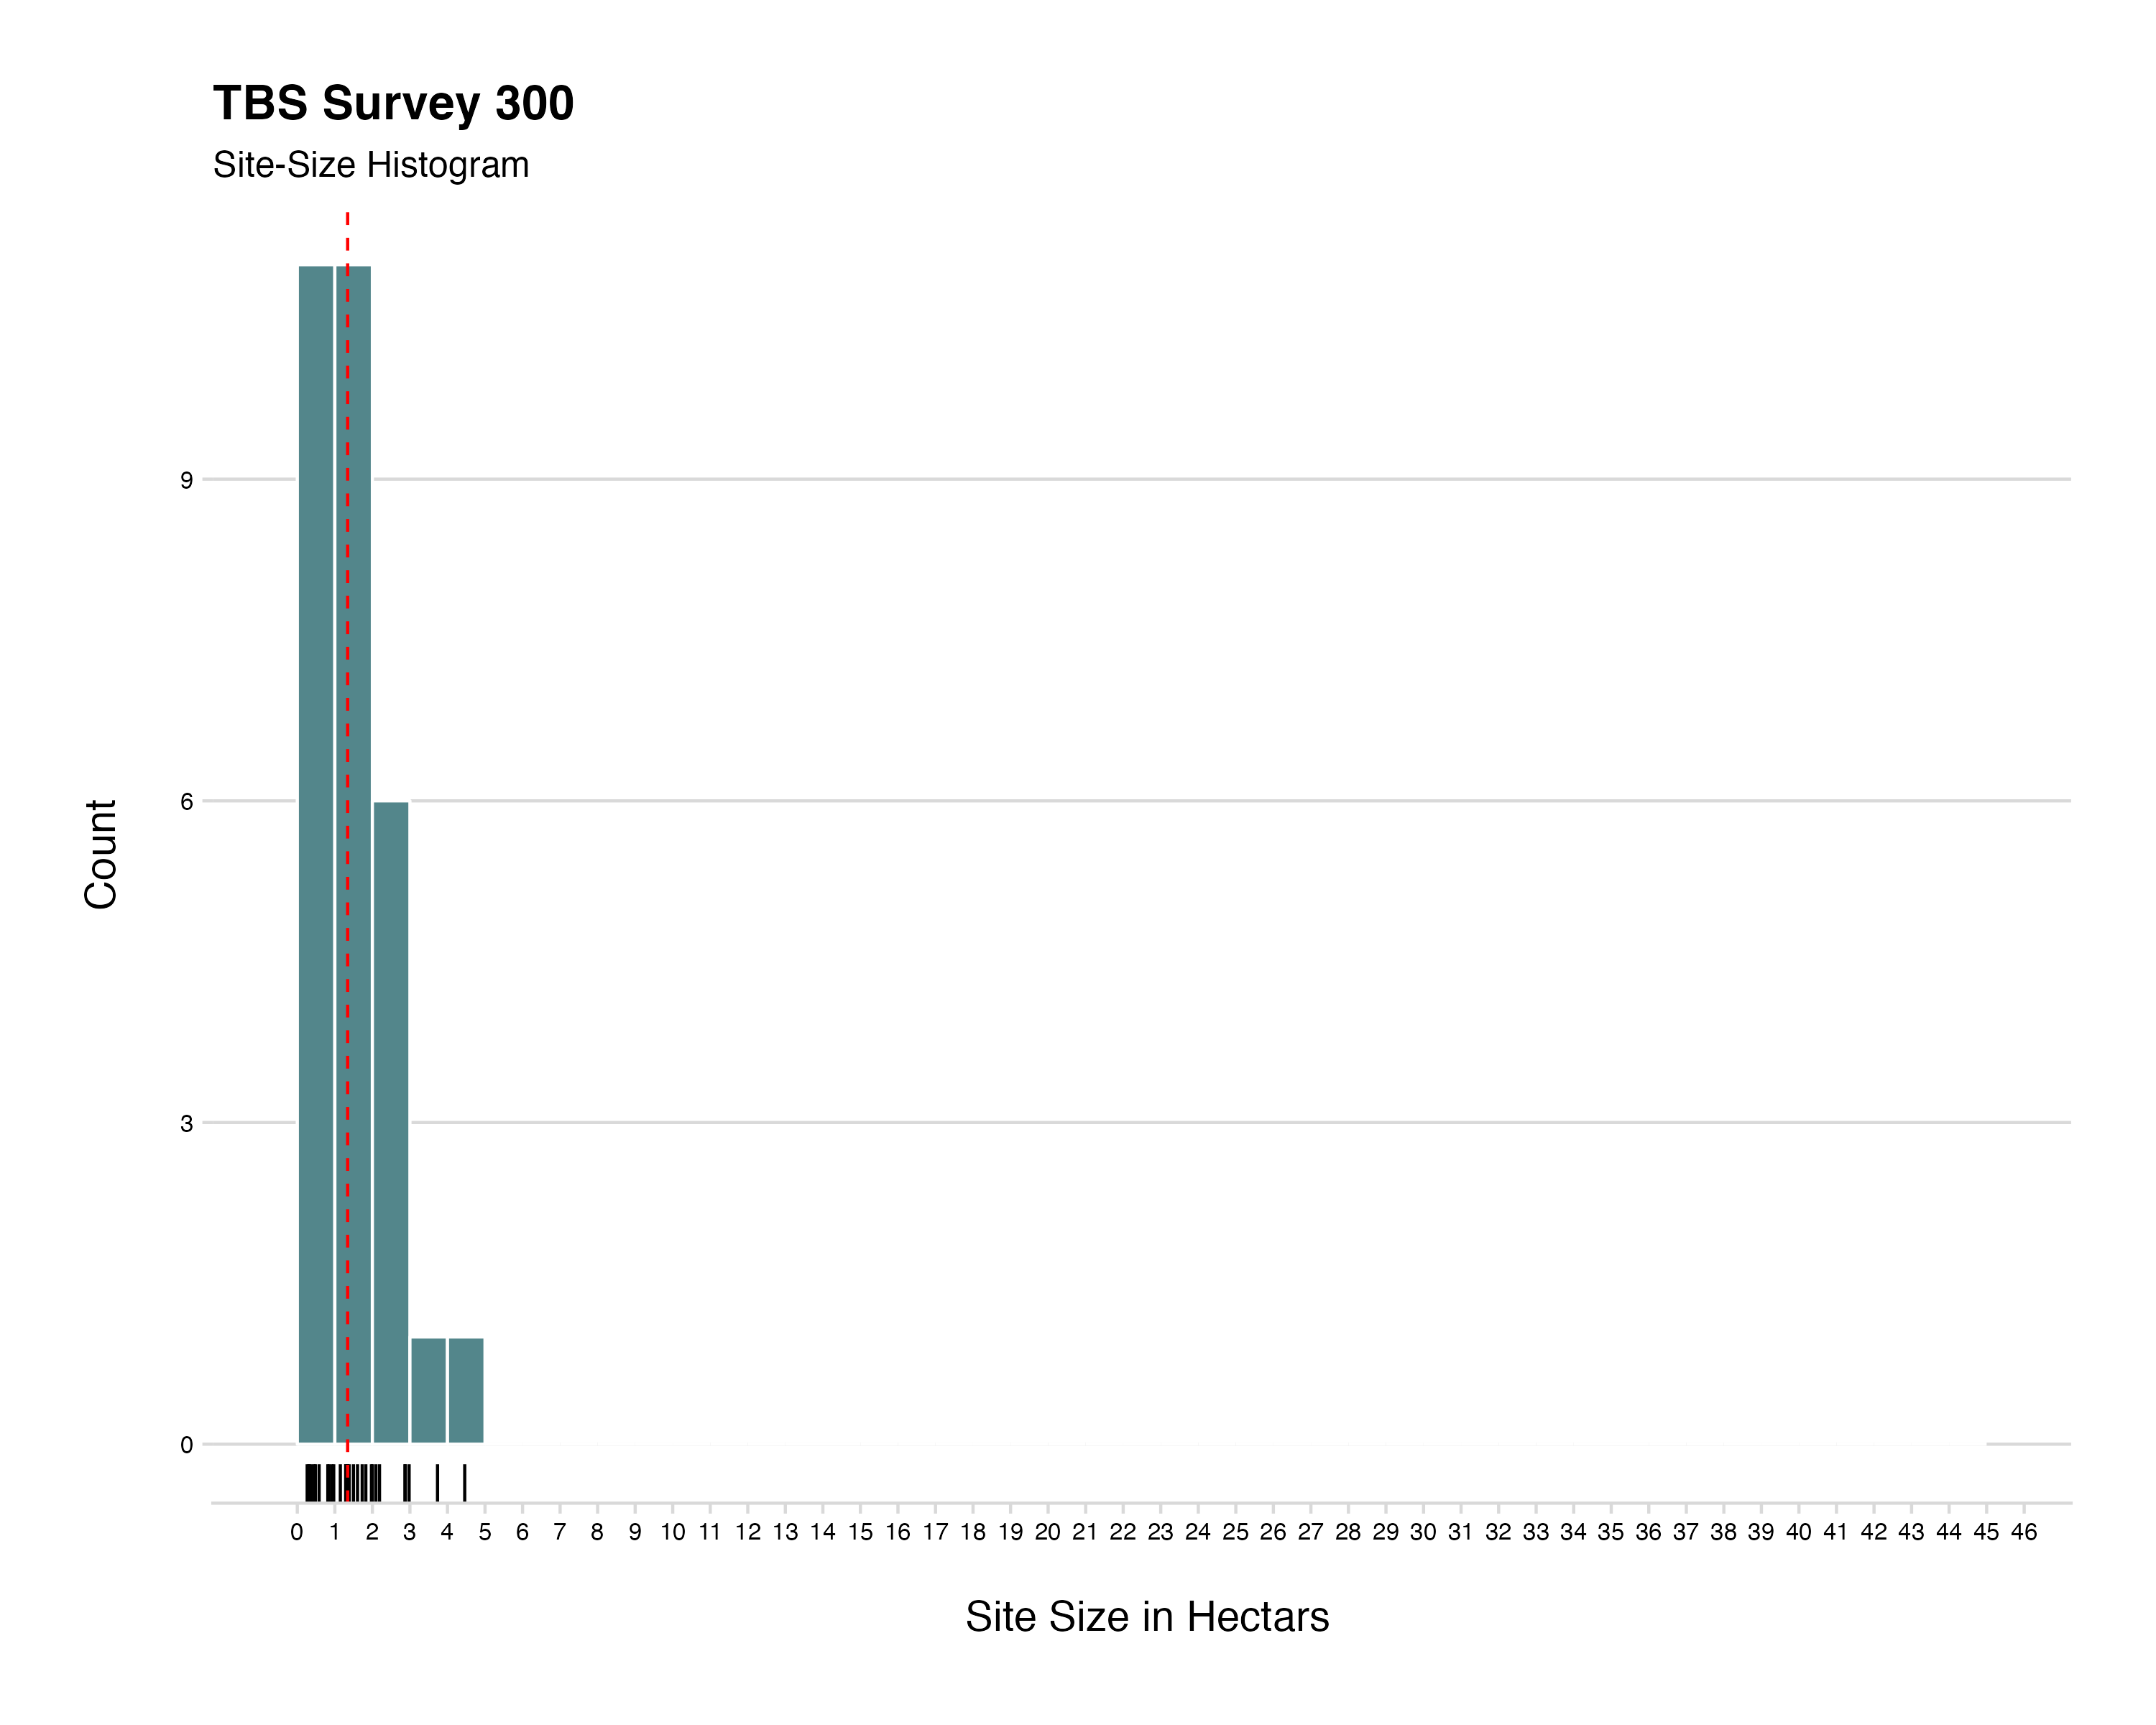 TBS Survey 300
Site-Size Histogram
9
6
3
0
Count
0 1 2 3 4 5 6 7 8 9 10 11 12 13 14 15 16 17 18 19 20 21 22 23 24 25 26 27 28 29 30 31 32 33 34 35 36 37 38 39 40 41 42 43 44 45 46
Site Size in Hectars